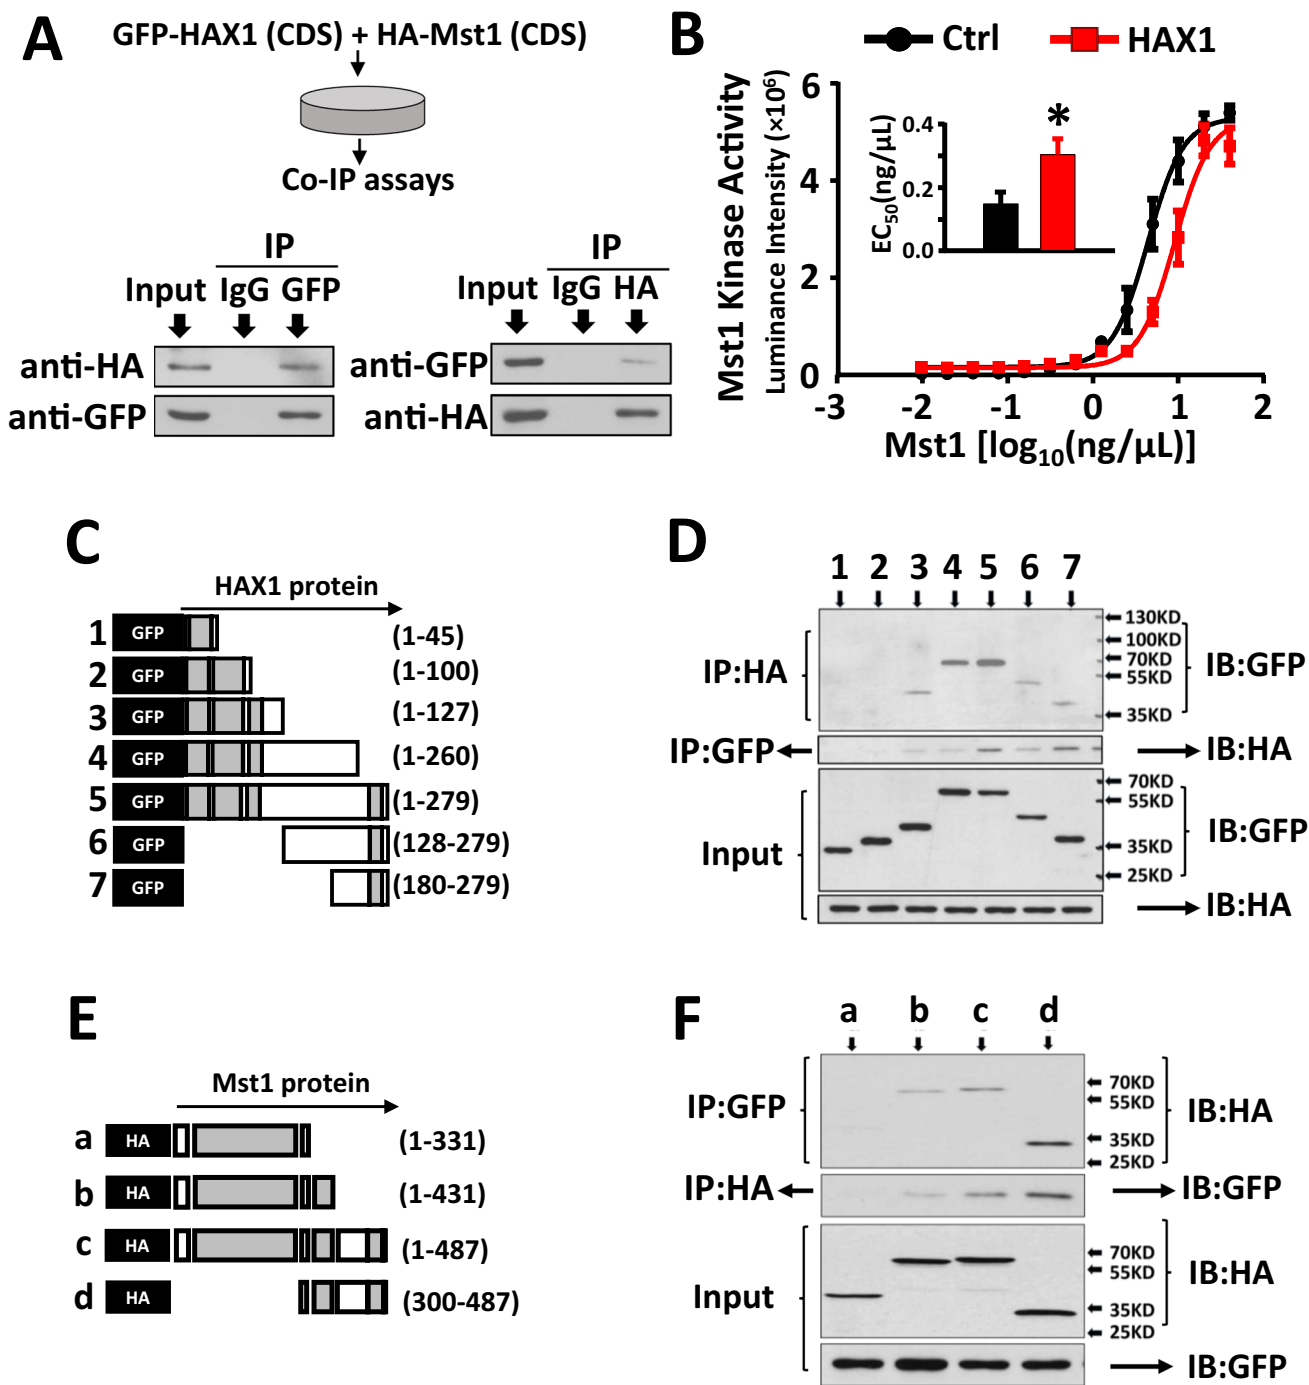 A
GFP-HAX1 (CDS) + HA-Mst1 (CDS)
Co-IP assays
IP
Input IgG GFP
anti-HA
anti-GFP
IP
Input IgG HA
anti-GFP
anti-HA
B
Ctrl HAX1
Mst1 Kinase Activity
Luminance Intensity (×10⁶)
6
4
2
0
EC₅₀(ng/μL)
0.4
0.2
0.0
*
-3 -2 -1 0 1 2
Mst1 [log₁₀(ng/μL)]
C
HAX1 protein
1 GFP (1-45)
2 GFP (1-100)
3 GFP (1-127)
4 GFP (1-260)
5 GFP (1-279)
6 GFP (128-279)
7 GFP (180-279)
D
1 2 3 4 5 6 7
IP:HA
130KD
100KD
70KD
55KD
35KD
IB:GFP
IP:GFP
IB:HA
Input
70KD
55KD
35KD
25KD
IB:GFP
IB:HA
E
Mst1 protein
a HA (1-331)
b HA (1-431)
c HA (1-487)
d HA (300-487)
F
a b c d
IP:GFP
70KD
55KD
35KD
25KD
IB:HA
IP:HA
IB:GFP
Input
70KD
55KD
35KD
25KD
IB:HA
IB:GFP